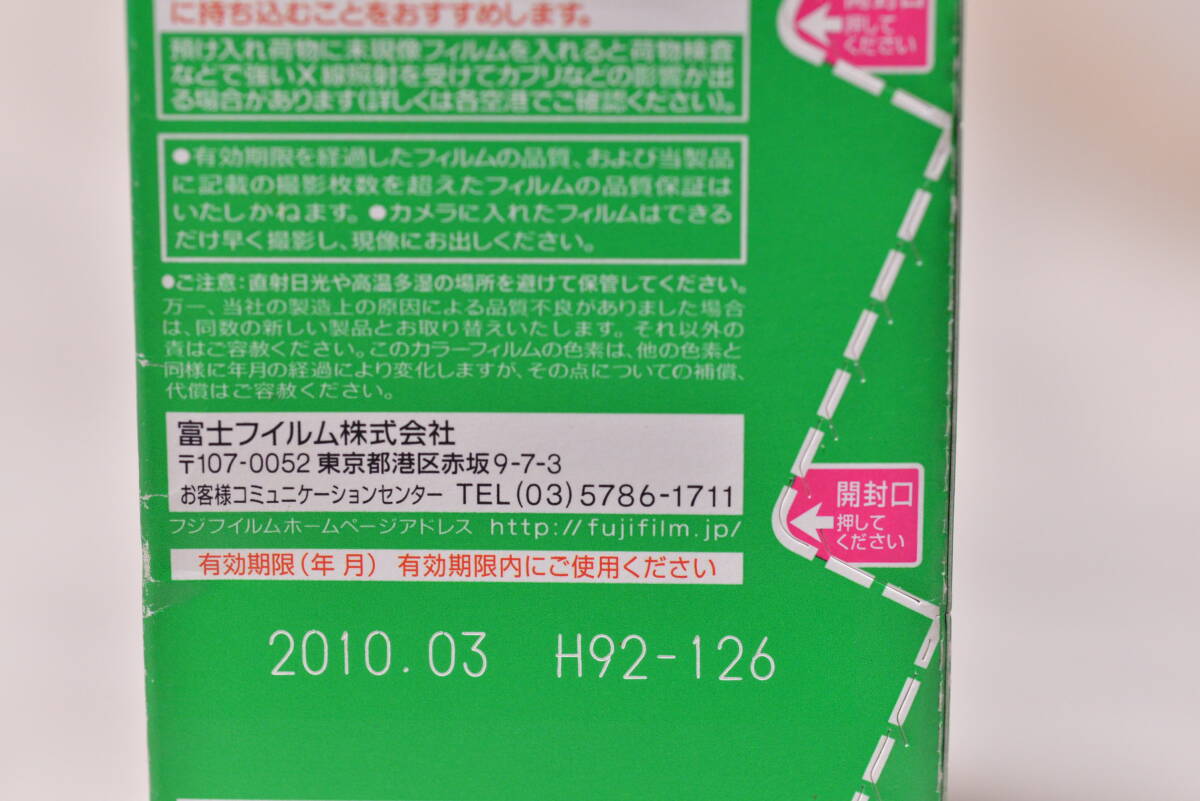 に持ち込むことをおすすめします。
預け入れ荷物に未現像フィルムを入れると荷物検査
などで強いX線照射を受けてカブリなどの影響が出
る場合があります(詳しくは各空港でご確認ください)。
●有効期限を経過したフィルムの品質、および当製品
に記載の撮影枚数を超えたフィルムの品質保証は
いたしかねます。●カメラに入れたフィルムはできる
だけ早く撮影し、現像にお出しください。
●ご注意:直射日光や高温多湿の場所を避けて保管してください。
万一、当社の製造上の原因による品質不良がありました場合
は、同数の新しい製品とお取り替えいたします。それ以外の
責はご容赦ください。このカラーフィルムの色素は、他の色素と
同様に年月の経過により変化しますが、その点についての補償、
代償はご容赦ください。
富士フイルム株式会社
〒107-0052 東京都港区赤坂9-7-3
お客様コミュニケーションセンター TEL(03)5786-1711
フジフイルムホームページアドレス http://fujifilm.jp/
有効期限(年 月) 有効期限内にご使用ください
2010.03 H92-126
開封口
押して
ください
開封口
押して
ください